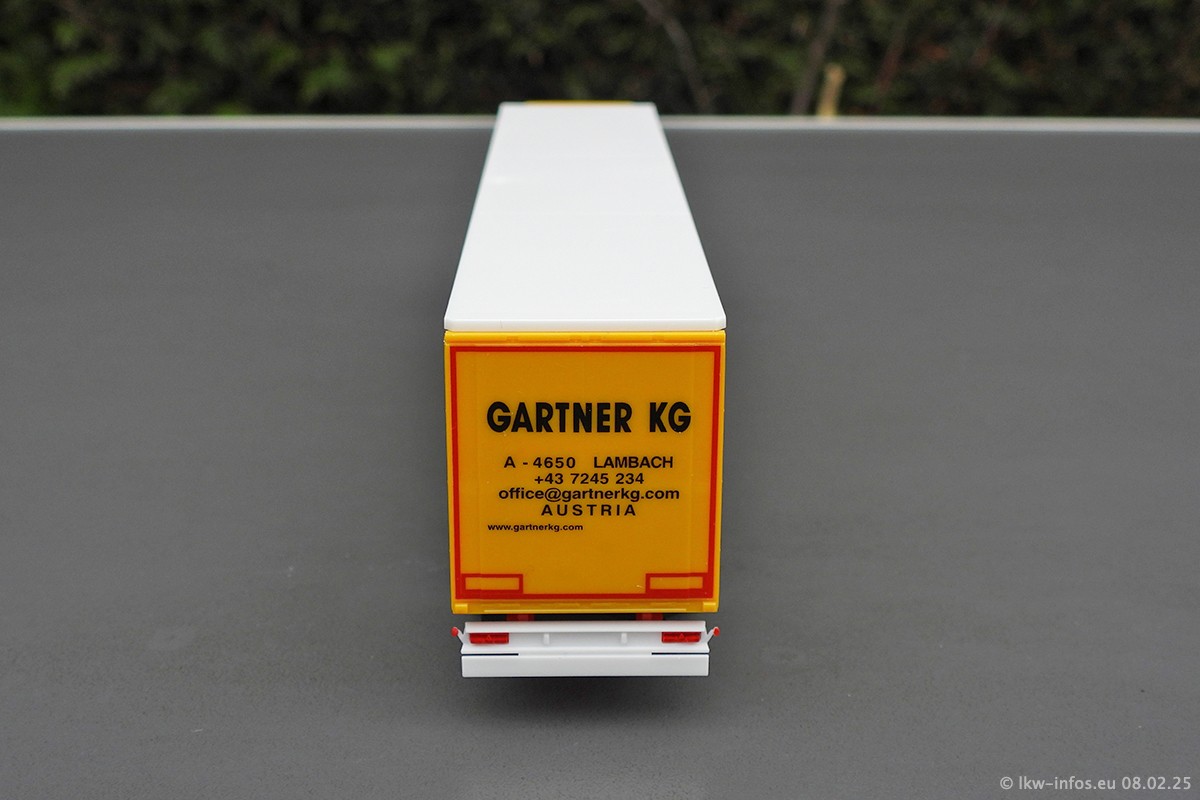 GARTNER KG
A - 4650 LAMBACH
+43 7245 234
office@gartnerkg.com
AUSTRIA
www.gartnerkg.com
© lkw-infos.eu 08.02.25